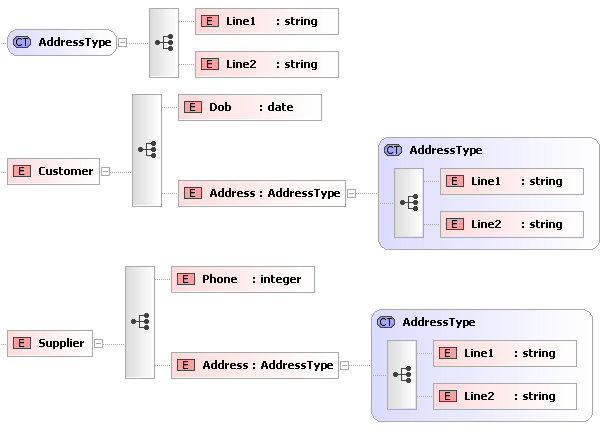 E Line1 : string
CT AddressType
E Line2 : string
E Dob : date
CT AddressType
E Line1 : string
E Customer
E Address : AddressType
E Line2 : string
E Phone : integer
CT AddressType
E Supplier
E Line1 : string
E Address : AddressType
E Line2 : string